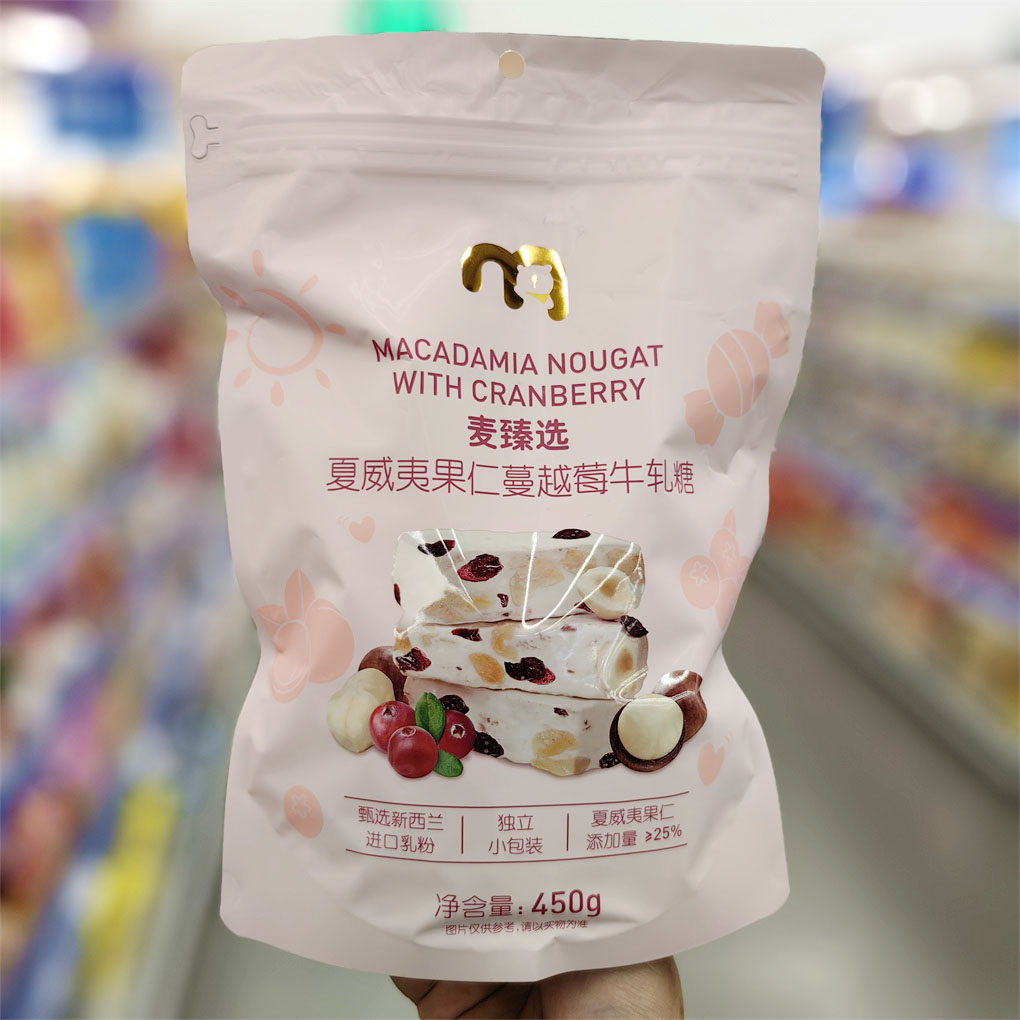 MACADAMIA NOUGAT
WITH CRANBERRY
麦臻选
夏威夷果仁蔓越莓牛轧糖
甄选新西兰
进口乳粉
独立
小包装
夏威夷果仁
添加量 ≥25%
净含量：450g
图片仅供参考,请以实物为准